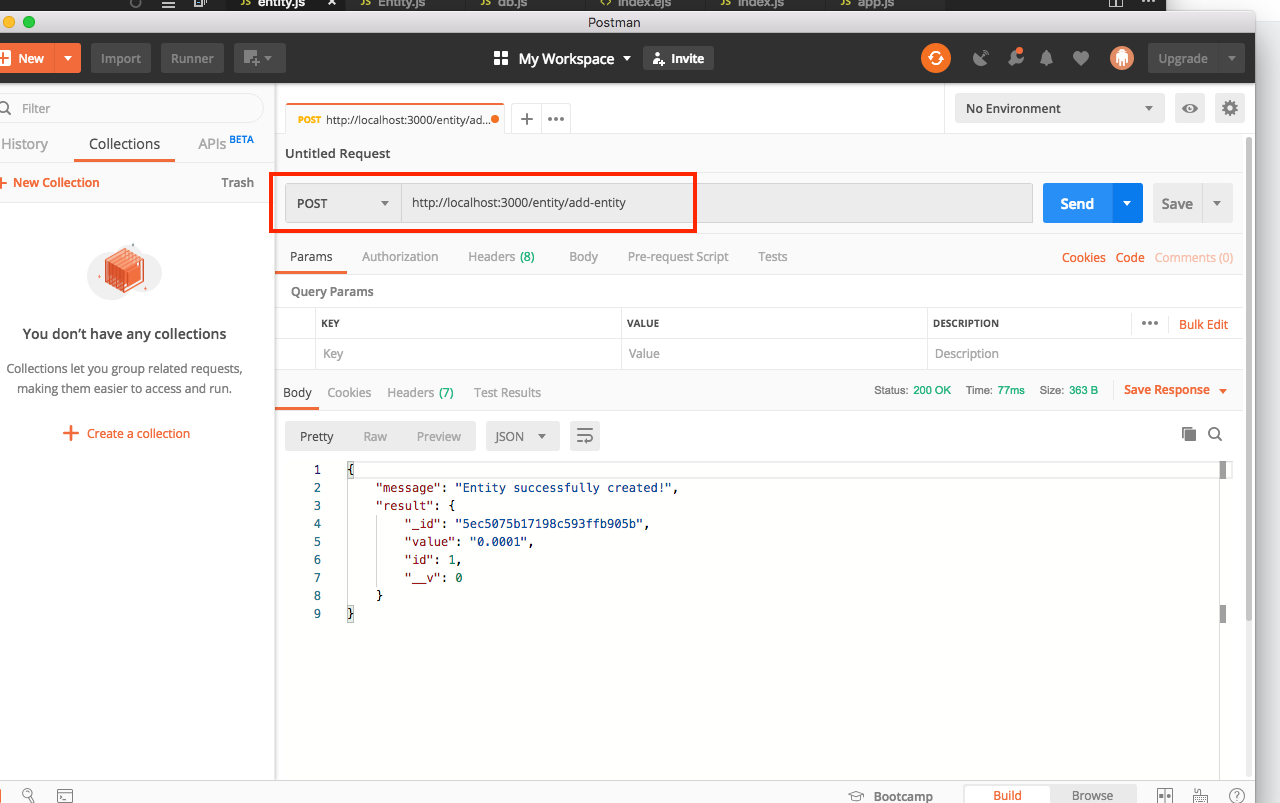 entity.js
Entity.js
db.js
index.ejs
index.js
app.js
Postman
New
Import
Runner
My Workspace
Invite
Upgrade
Filter
History
Collections
APIs BETA
New Collection
Trash
You don't have any collections
Collections let you group related requests,
making them easier to access and run.
Create a collection
POST http://localhost:3000/entity/ad...
No Environment
Untitled Request
POST
http://localhost:3000/entity/add-entity
Send
Save
Params
Authorization
Headers (8)
Body
Pre-request Script
Tests
Cookies
Code
Comments (0)
Query Params
KEY
VALUE
DESCRIPTION
Bulk Edit
Key
Value
Description
Body
Cookies
Headers (7)
Test Results
Status: 200 OK
Time: 77ms
Size: 363 B
Save Response
Pretty
Raw
Preview
JSON
1 {
2 "message": "Entity successfully created!",
3 "result": {
4 "_id": "5ec5075b17198c593ffb905b",
5 "value": "0.0001",
6 "id": 1,
7 "__v": 0
8 }
9 }
Bootcamp
Build
Browse